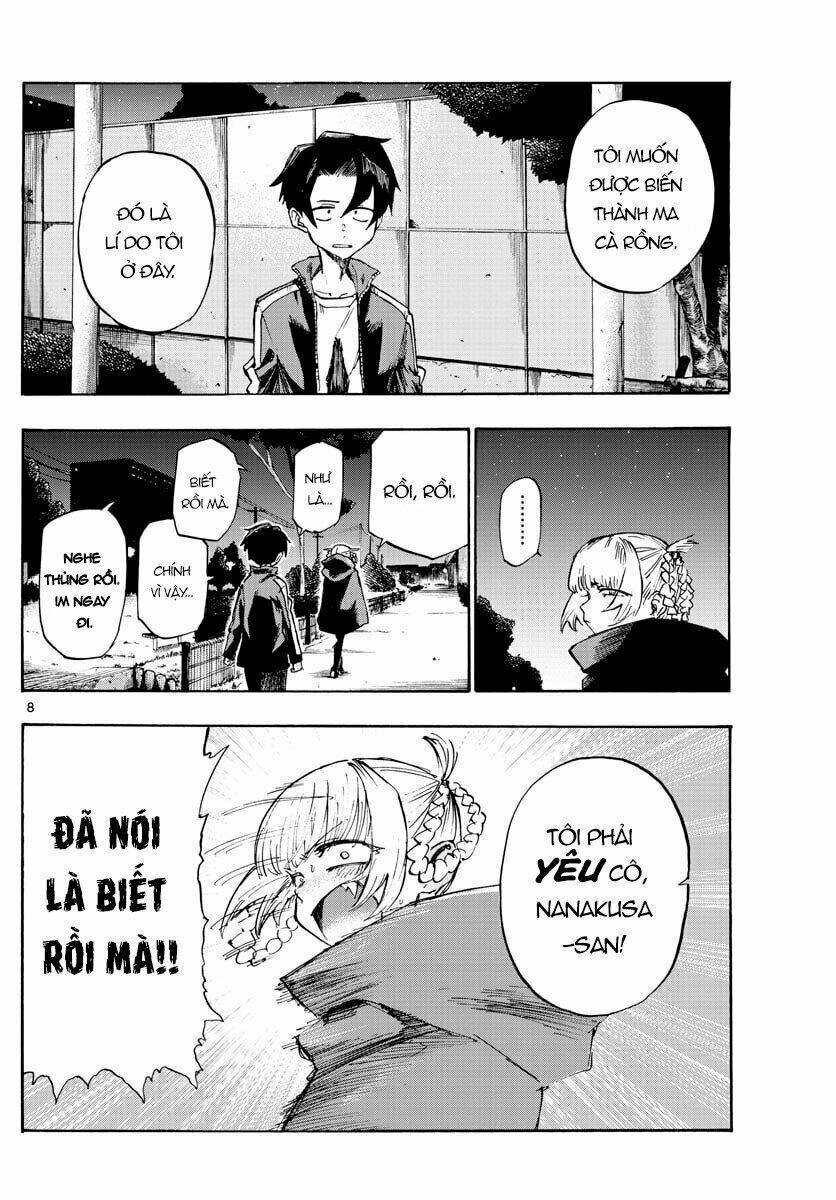 TÔI MUỐN
ĐƯỢC BIẾN
THÀNH MA
CÀ RỒNG.
ĐÓ LÀ
LÍ DO TÔI
Ở ĐÂY.
.........
RỒI, RỒI.
NHƯ
LÀ...
BIẾT
RỒI MÀ.
CHÍNH
VÌ VẬY...
NGHE
THỦNG RỒI.
IM NGAY
ĐI.
8
TÔI PHẢI
YÊU CÔ,
NANAKUSA
-SAN!
ĐÃ NÓI
LÀ BIẾT
RỒI MÀ!!